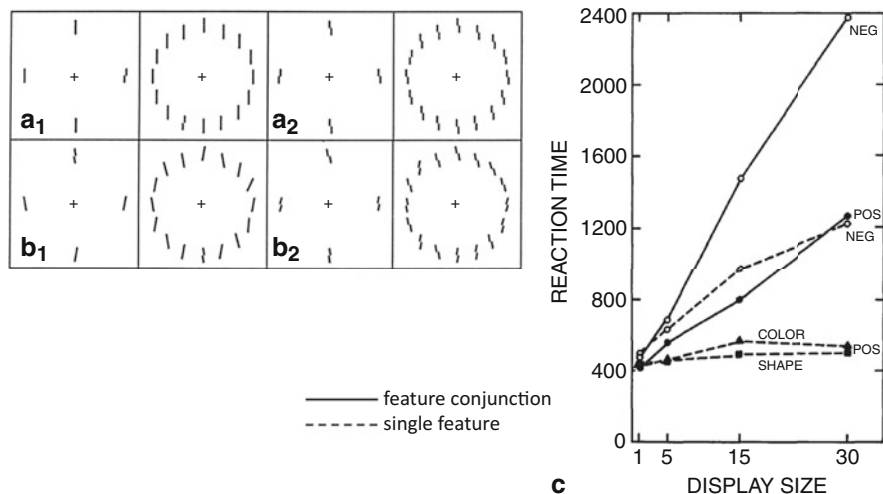 a1
a2
b1
b2
feature conjunction
single feature
REACTION TIME
2400
2200
1600
1200
800
400
0
NEG
POS
NEG
COLOR
POS
SHAPE
1 5 15 30
c DISPLAY SIZE